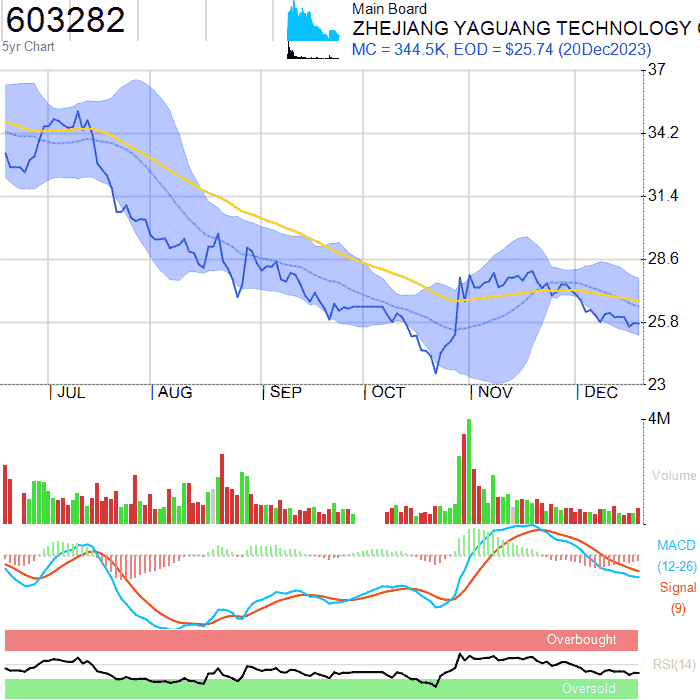 603282
5yr Chart
Main Board
ZHEJIANG YAGUANG TECHNOLOGY
MC = 344.5K, EOD = $25.74 (20Dec2023)
37
34.2
31.4
28.6
25.8
23
JUL AUG SEP OCT NOV DEC
4M
Volume
MACD
(12-26)
Signal
(9)
Overbought
RSI(14)
Oversold